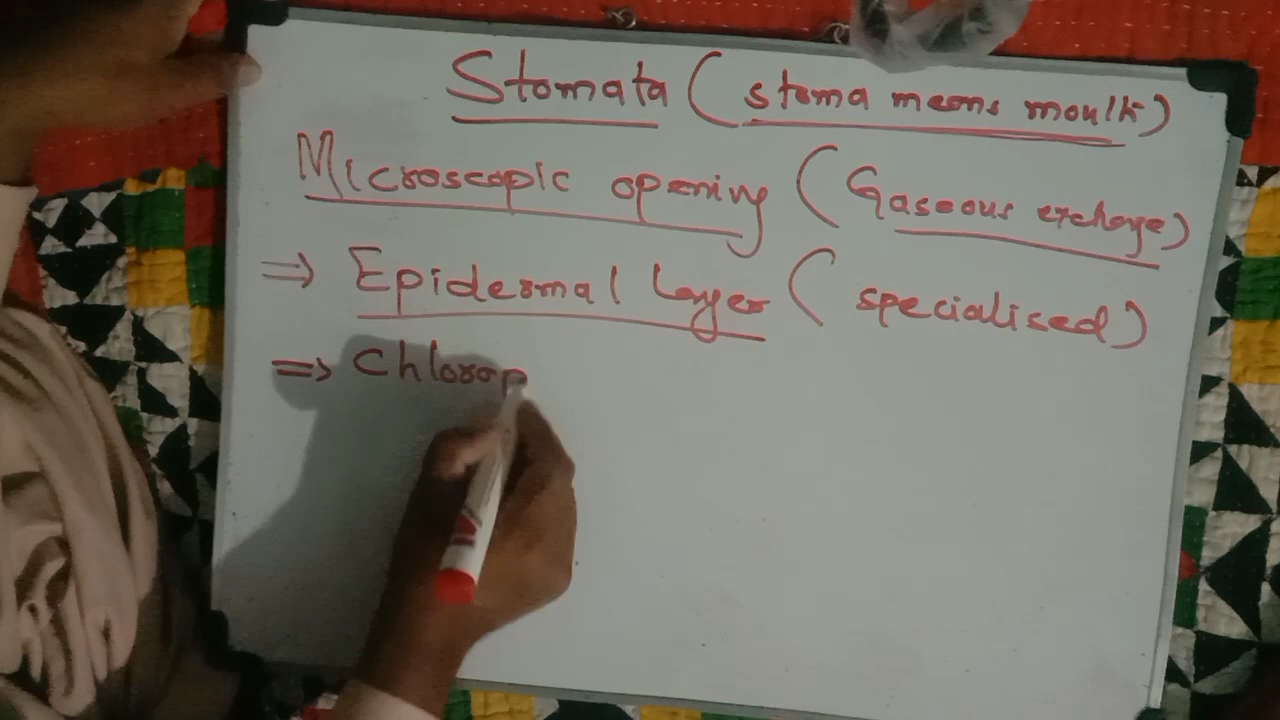 Stomata (stoma means mouth)
Microscopic opening (Gaseous exchange)
⇒ Epidermal layer (specialised)
⇒ Chlorop